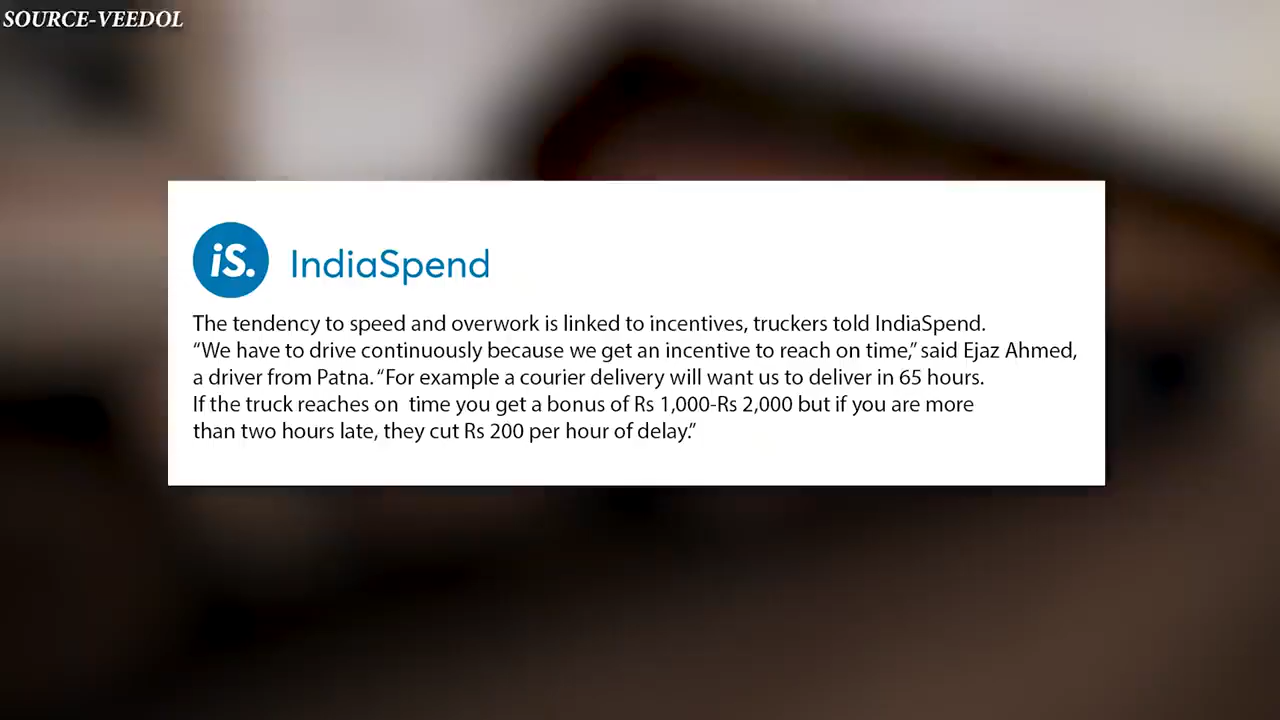 SOURCE-VEEDOL
iS. IndiaSpend
The tendency to speed and overwork is linked to incentives, truckers told IndiaSpend.
“We have to drive continuously because we get an incentive to reach on time,” said Ejaz Ahmed,
a driver from Patna. “For example a courier delivery will want us to deliver in 65 hours.
If the truck reaches on  time you get a bonus of Rs 1,000-Rs 2,000 but if you are more
than two hours late, they cut Rs 200 per hour of delay.”